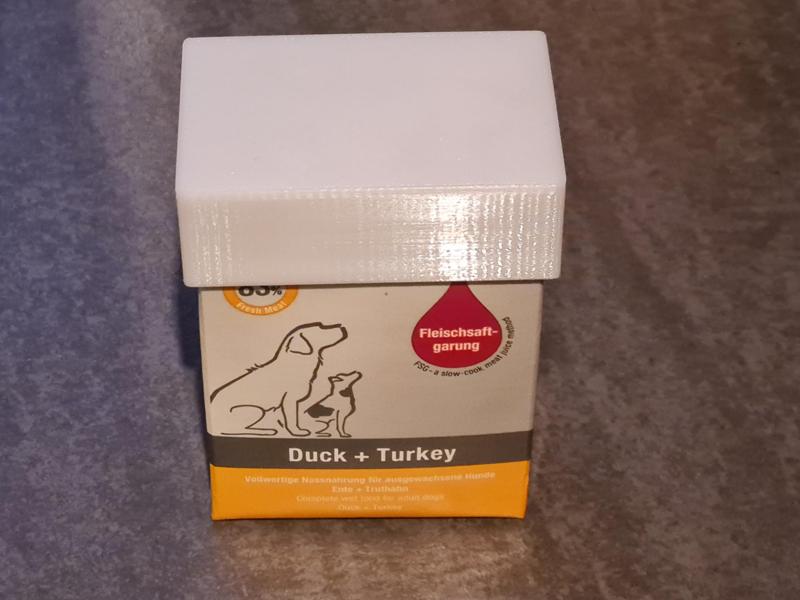 83%
Fresh Meat
Fleischsaft-
garung
FSG - a slow-cook meat juice method
Duck + Turkey
Vollwertige Nassnahrung für ausgewachsene Hunde
Ente + Truthahn
Complete wet food for adult dogs
Duck + Turkey